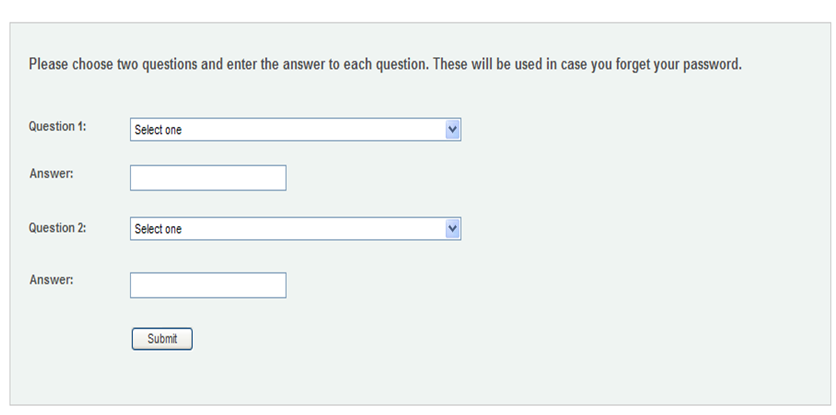 Please choose two questions and enter the answer to each question. These will be used in case you forget your password.
Question 1: Select one
Answer:
Question 2: Select one
Answer:
Submit